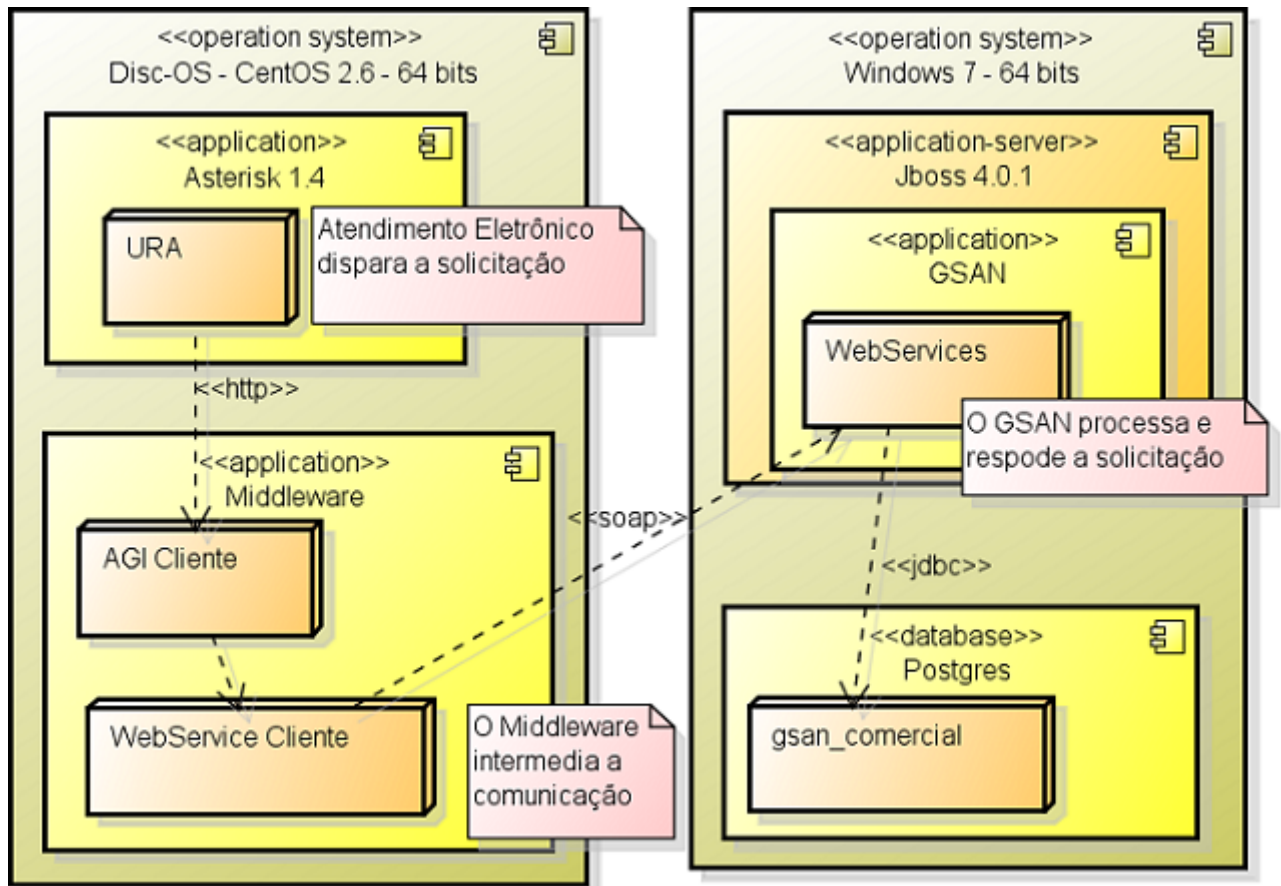 <<operation system>>
Disc-OS - CentOS 2.6 - 64 bits
<<application>>
Asterisk 1.4
URA
Atendimento Eletrônico
dispara a solicitação
<<http>>
<<application>>
Middleware
AGI Cliente
WebService Cliente
O Middleware
intermedia a
comunicação
<<soap>>
<<operation system>>
Windows 7 - 64 bits
<<application-server>>
Jboss 4.0.1
<<application>>
GSAN
WebServices
O GSAN processa e
respode a solicitação
<<jdbc>>
<<database>>
Postgres
gsan_comercial